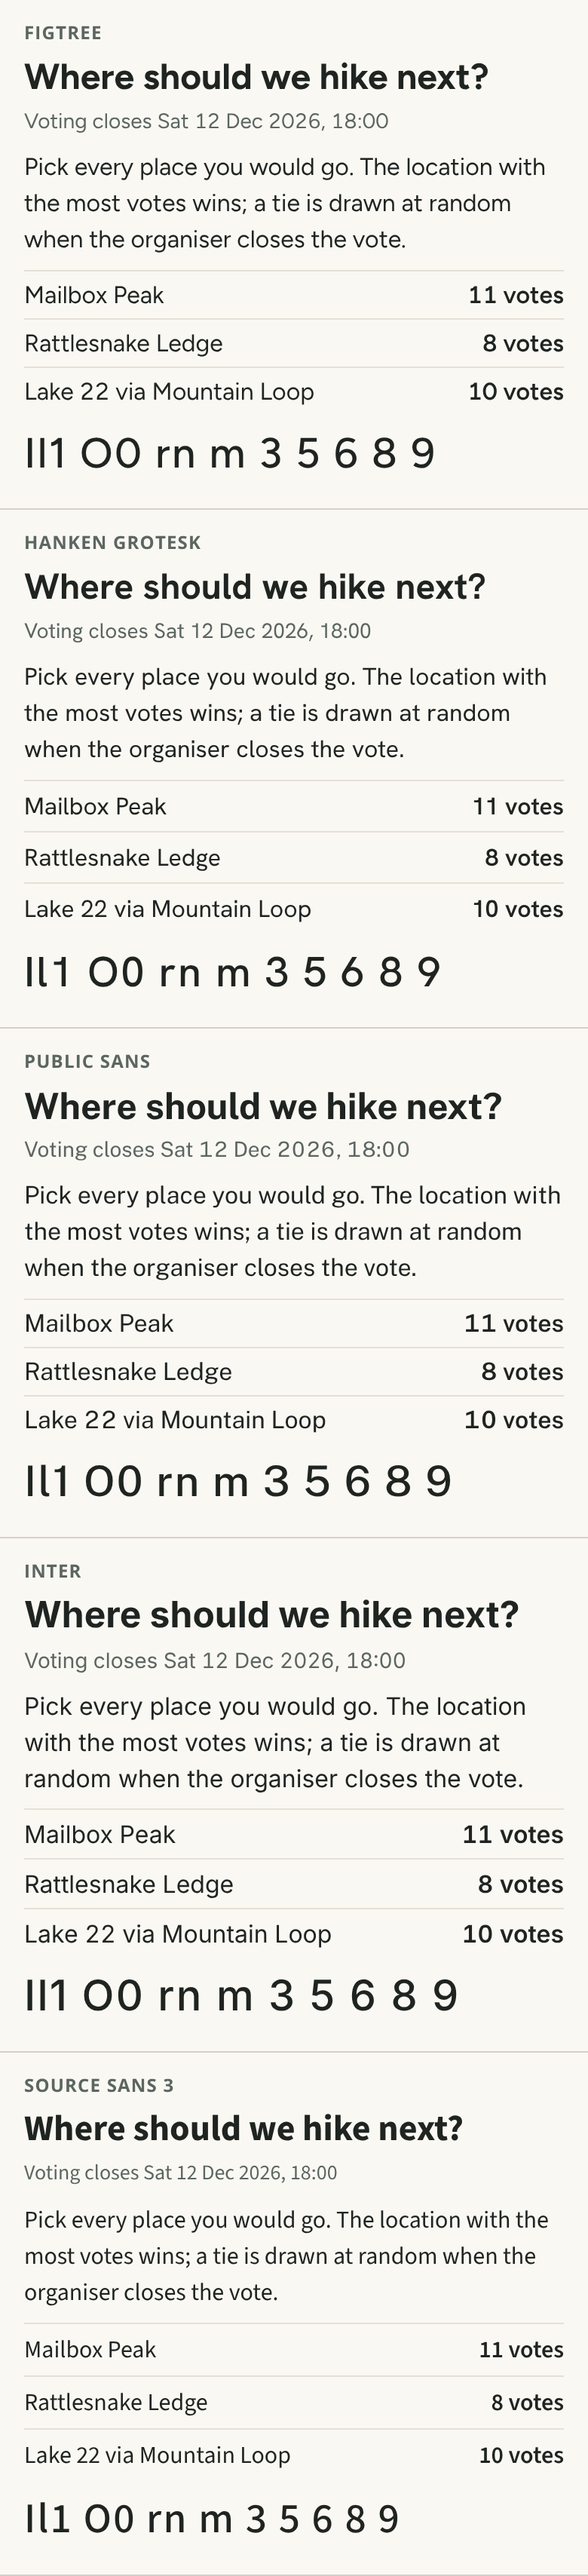 FIGTREE
Where should we hike next?
Voting closes Sat 12 Dec 2026, 18:00
Pick every place you would go. The location with
the most votes wins; a tie is drawn at random
when the organiser closes the vote.
Mailbox Peak 11 votes
Rattlesnake Ledge 8 votes
Lake 22 via Mountain Loop 10 votes
Il1 O0 rn m 3 5 6 8 9
HANKEN GROTESK
Where should we hike next?
Voting closes Sat 12 Dec 2026, 18:00
Pick every place you would go. The location with
the most votes wins; a tie is drawn at random
when the organiser closes the vote.
Mailbox Peak 11 votes
Rattlesnake Ledge 8 votes
Lake 22 via Mountain Loop 10 votes
Il1 O0 rn m 3 5 6 8 9
PUBLIC SANS
Where should we hike next?
Voting closes Sat 12 Dec 2026, 18:00
Pick every place you would go. The location with
the most votes wins; a tie is drawn at random
when the organiser closes the vote.
Mailbox Peak 11 votes
Rattlesnake Ledge 8 votes
Lake 22 via Mountain Loop 10 votes
Il1 O0 rn m 3 5 6 8 9
INTER
Where should we hike next?
Voting closes Sat 12 Dec 2026, 18:00
Pick every place you would go. The location
with the most votes wins; a tie is drawn at
random when the organiser closes the vote.
Mailbox Peak 11 votes
Rattlesnake Ledge 8 votes
Lake 22 via Mountain Loop 10 votes
Il1 O0 rn m 3 5 6 8 9
SOURCE SANS 3
Where should we hike next?
Voting closes Sat 12 Dec 2026, 18:00
Pick every place you would go. The location with the
most votes wins; a tie is drawn at random when the
organiser closes the vote.
Mailbox Peak 11 votes
Rattlesnake Ledge 8 votes
Lake 22 via Mountain Loop 10 votes
Il1 O0 rn m 3 5 6 8 9